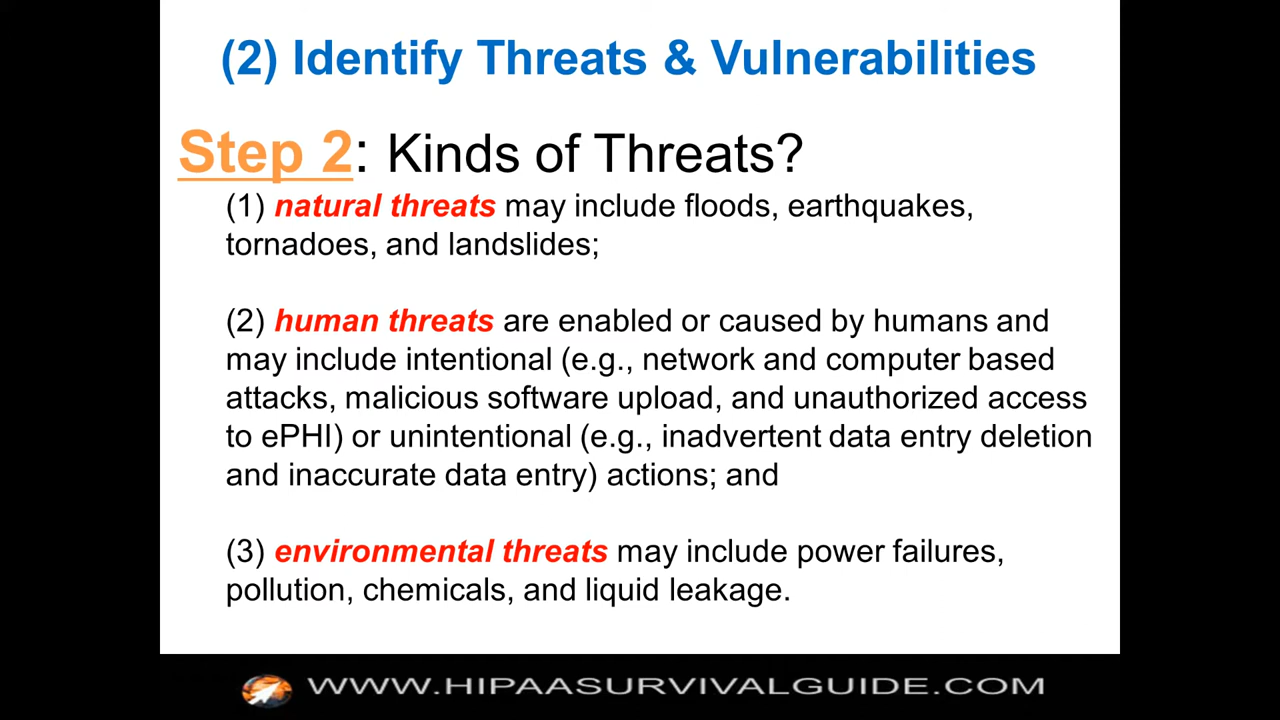 (2) Identify Threats & Vulnerabilities
Step 2: Kinds of Threats?
(1) natural threats may include floods, earthquakes,
tornadoes, and landslides;
(2) human threats are enabled or caused by humans and
may include intentional (e.g., network and computer based
attacks, malicious software upload, and unauthorized access
to ePHI) or unintentional (e.g., inadvertent data entry deletion
and inaccurate data entry) actions; and
(3) environmental threats may include power failures,
pollution, chemicals, and liquid leakage.
WWW.HIPAASURVIVALGUIDE.COM